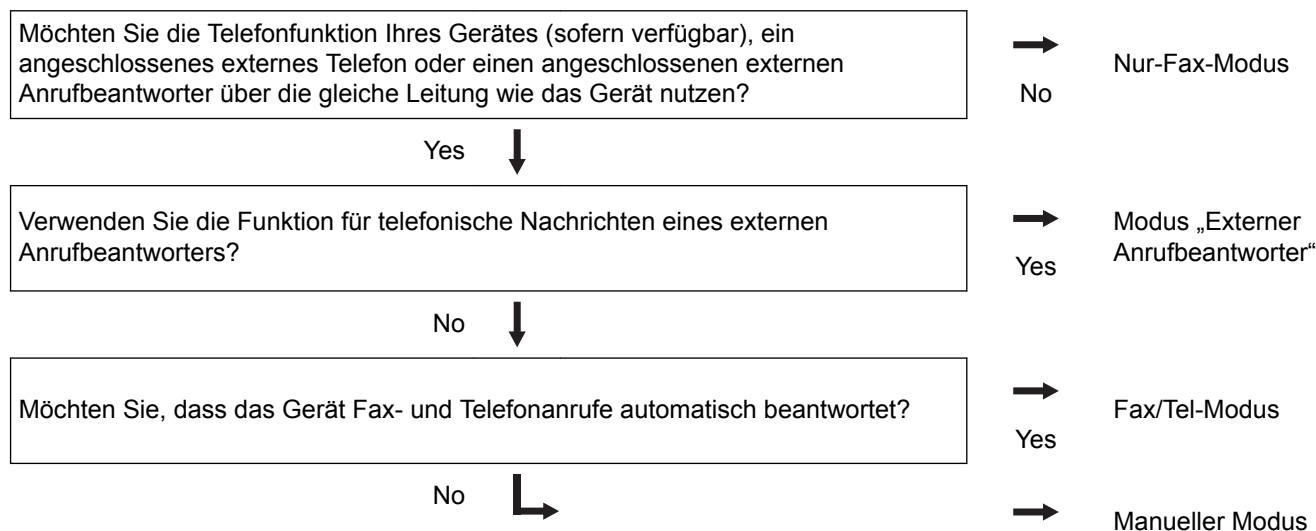 Möchten Sie die Telefonfunktion Ihres Gerätes (sofern verfügbar), ein
angeschlossenes externes Telefon oder einen angeschlossenen externen
Anrufbeantworter über die gleiche Leitung wie das Gerät nutzen?
No
Nur-Fax-Modus
Yes
Verwenden Sie die Funktion für telefonische Nachrichten eines externen
Anrufbeantworters?
Yes
Modus „Externer
Anrufbeantworter“
No
Möchten Sie, dass das Gerät Fax- und Telefonanrufe automatisch beantwortet?
Yes
Fax/Tel-Modus
No
Manueller Modus